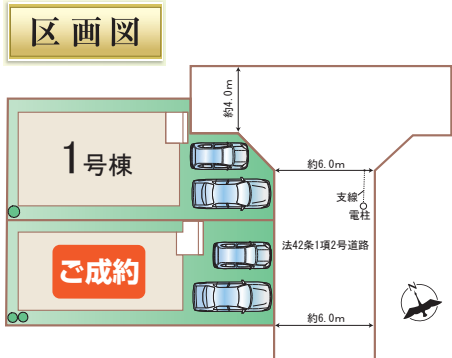 区画図
約4.0m
1号棟
約6.0m
支線
電柱
法42条1項2号道路
ご成約
N
約6.0m